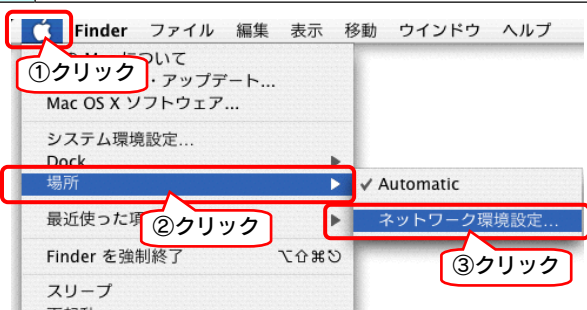 Finder ファイル 編集 表示 移動 ウインドウ ヘルプ
①クリック
について
・アップデート...
Mac OS X ソフトウェア...
システム環境設定...
Dock
場所
✓ Automatic
②クリック
最近使った項
ネットワーク環境設定...
③クリック
Finder を強制終了 ⌥⇧⌘⎋
スリープ